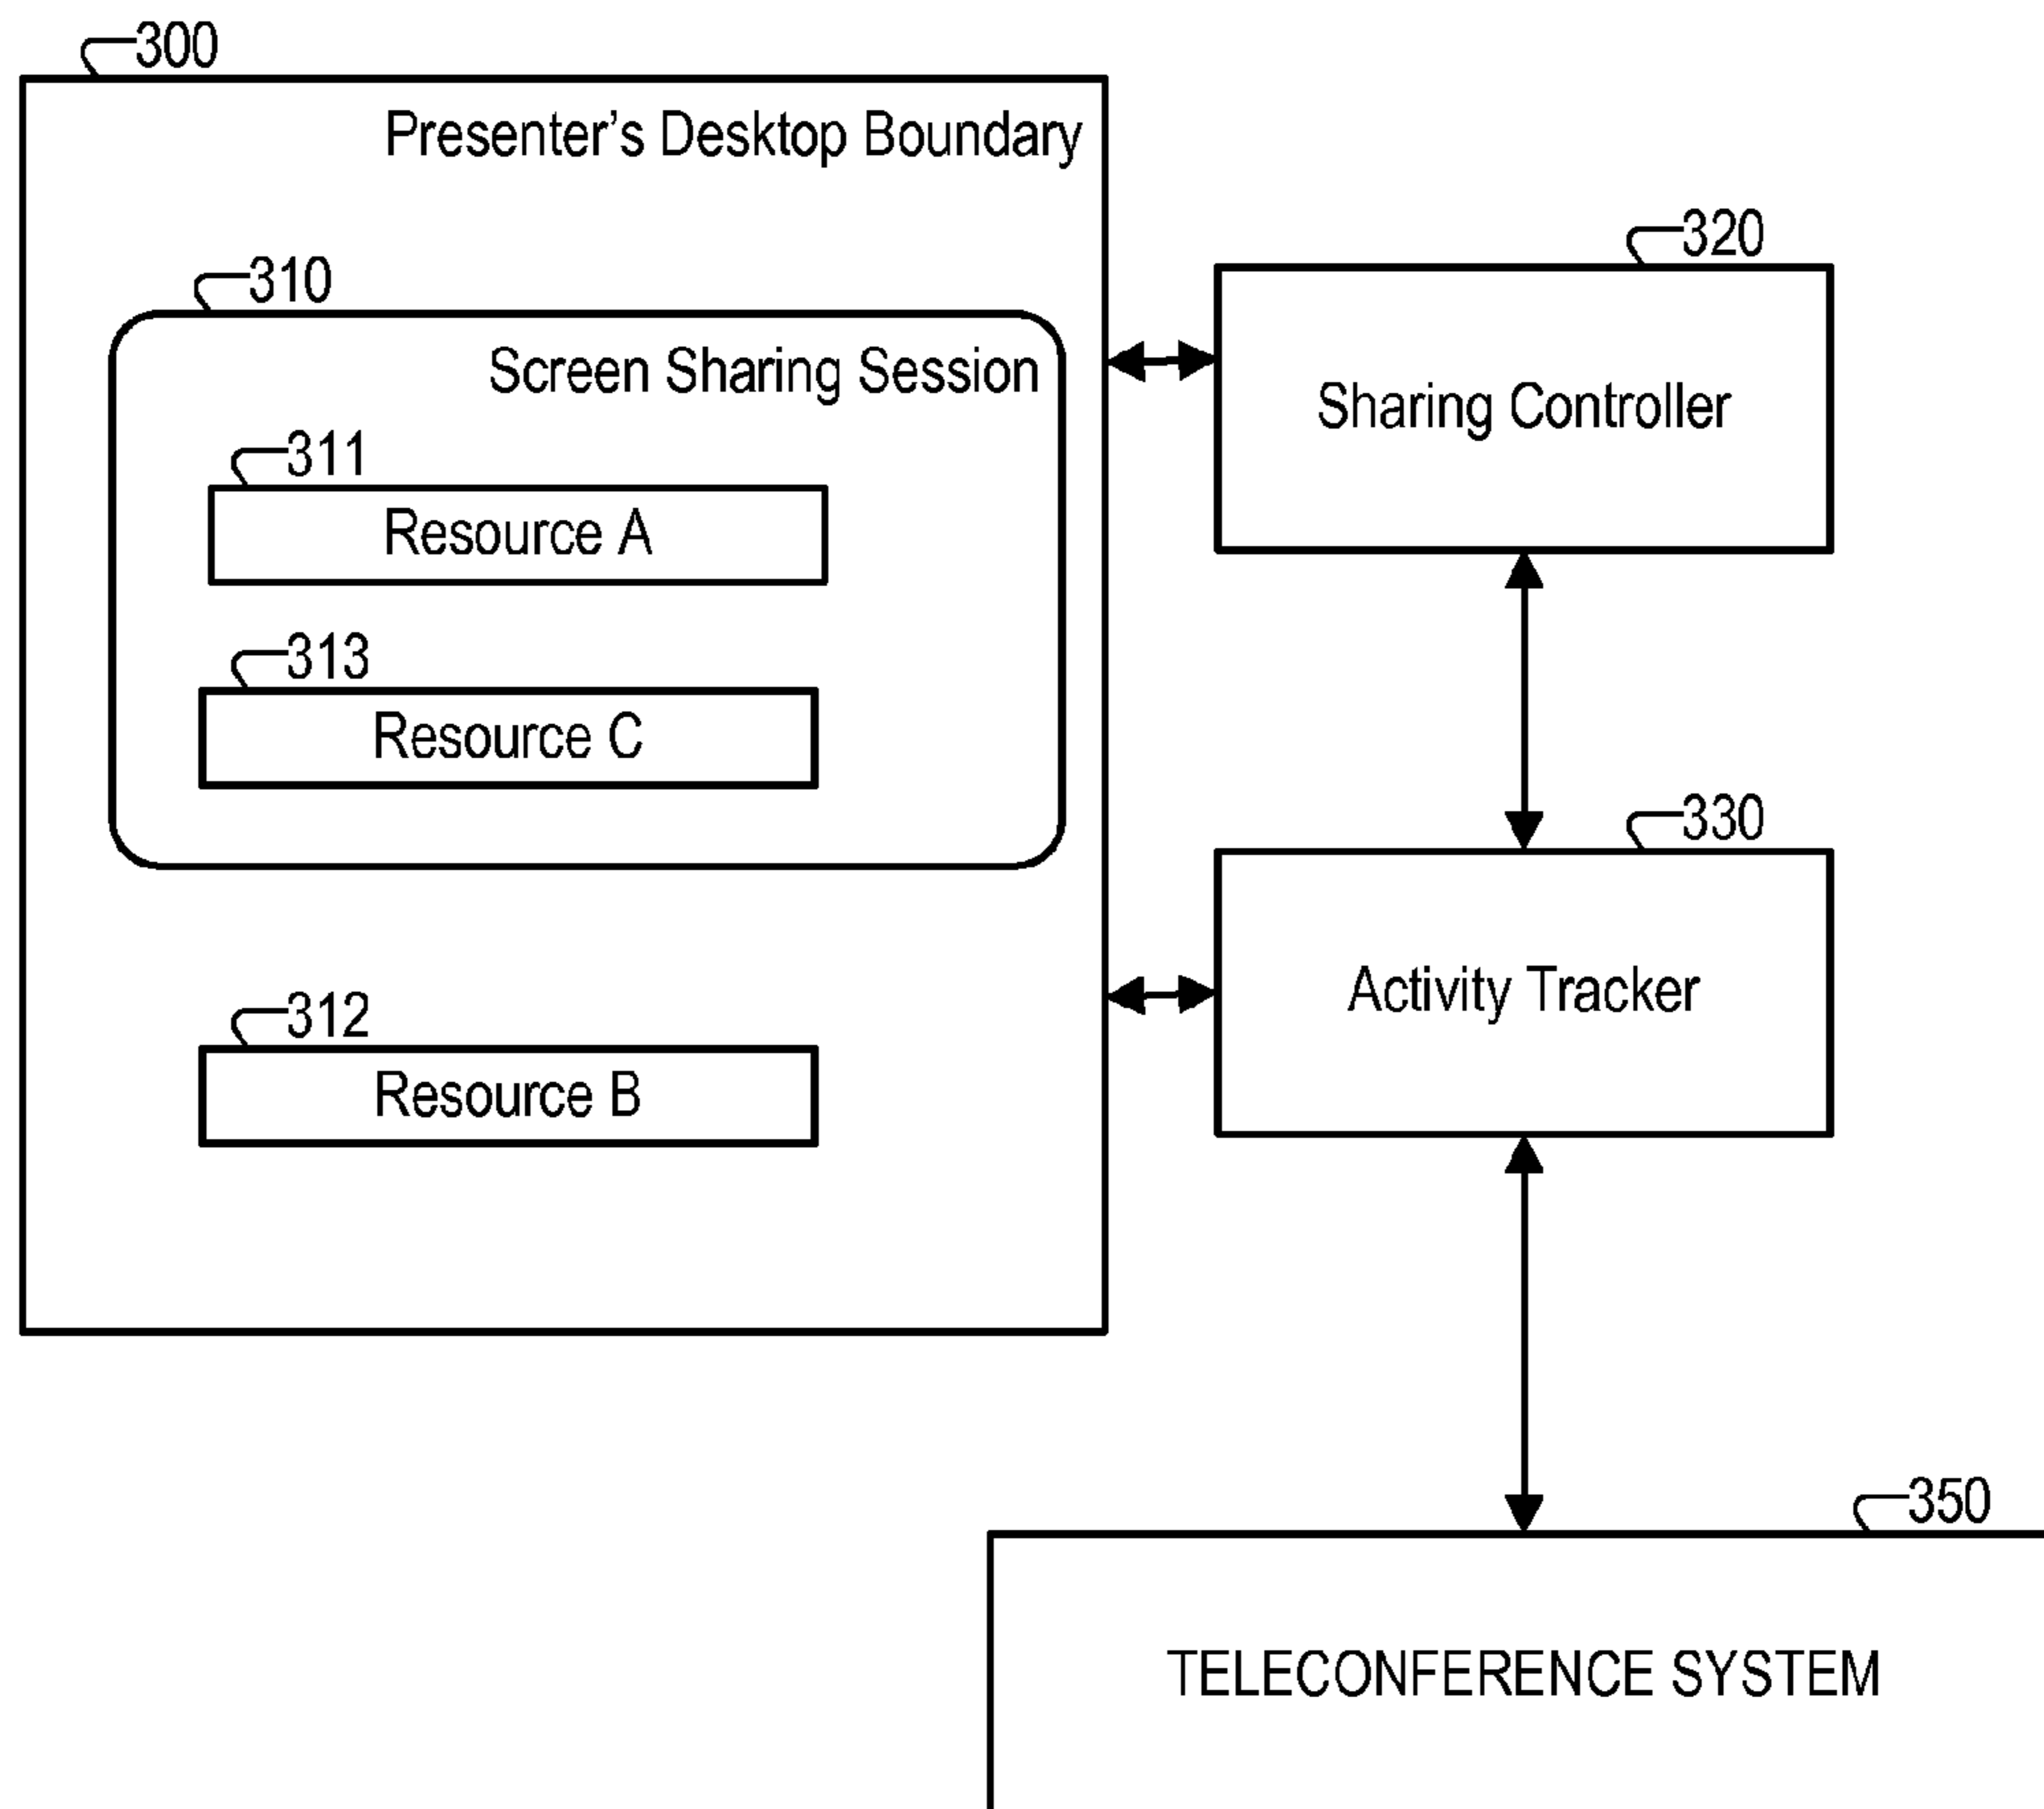 300
Presenter's Desktop Boundary
310
Screen Sharing Session
311
Resource A
313
Resource C
312
Resource B
320
Sharing Controller
330
Activity Tracker
350
TELECONFERENCE SYSTEM